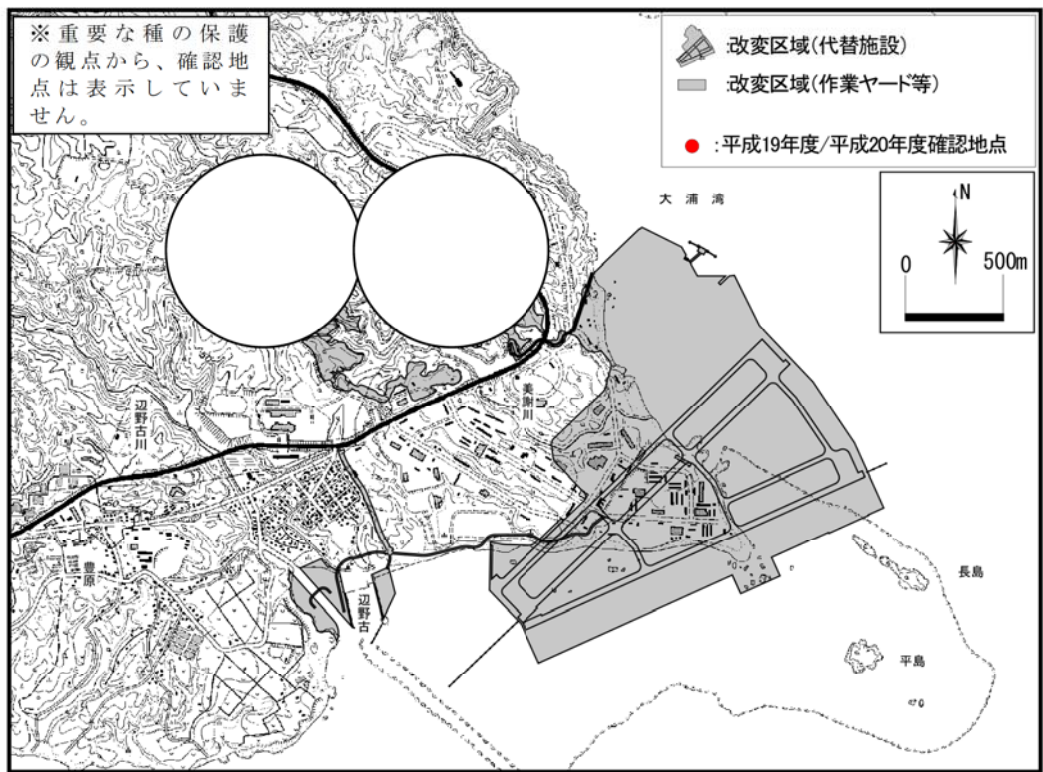 ※重要な種の保護
の観点から、確認地
点は表示していま
せん。
:改変区域(代替施設)
:改変区域(作業ヤード等)
:平成19年度/平成20年度確認地点
大浦湾
N
0 500m
美謝川
辺野古川
豊原
辺野古
長島
平島